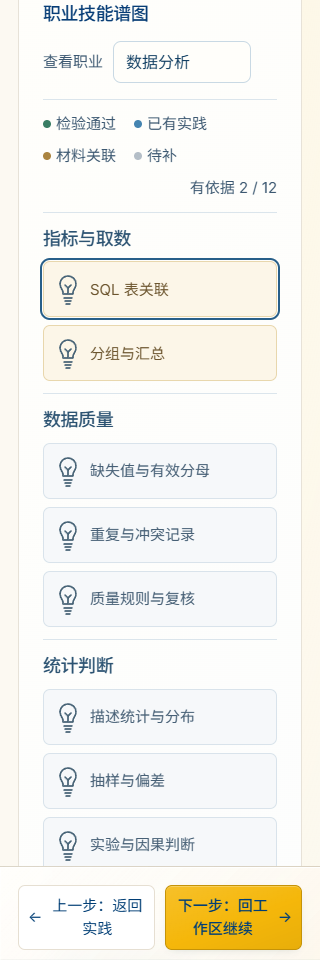 职业技能谱图
查看职业 数据分析
检验通过 已有实践
材料关联 待补
有依据 2 / 12
指标与取数
SQL 表关联
分组与汇总
数据质量
缺失值与有效分母
重复与冲突记录
质量规则与复核
统计判断
描述统计与分布
抽样与偏差
实验与因果判断
← 上一步：返回
实践
下一步：回工 →
作区继续